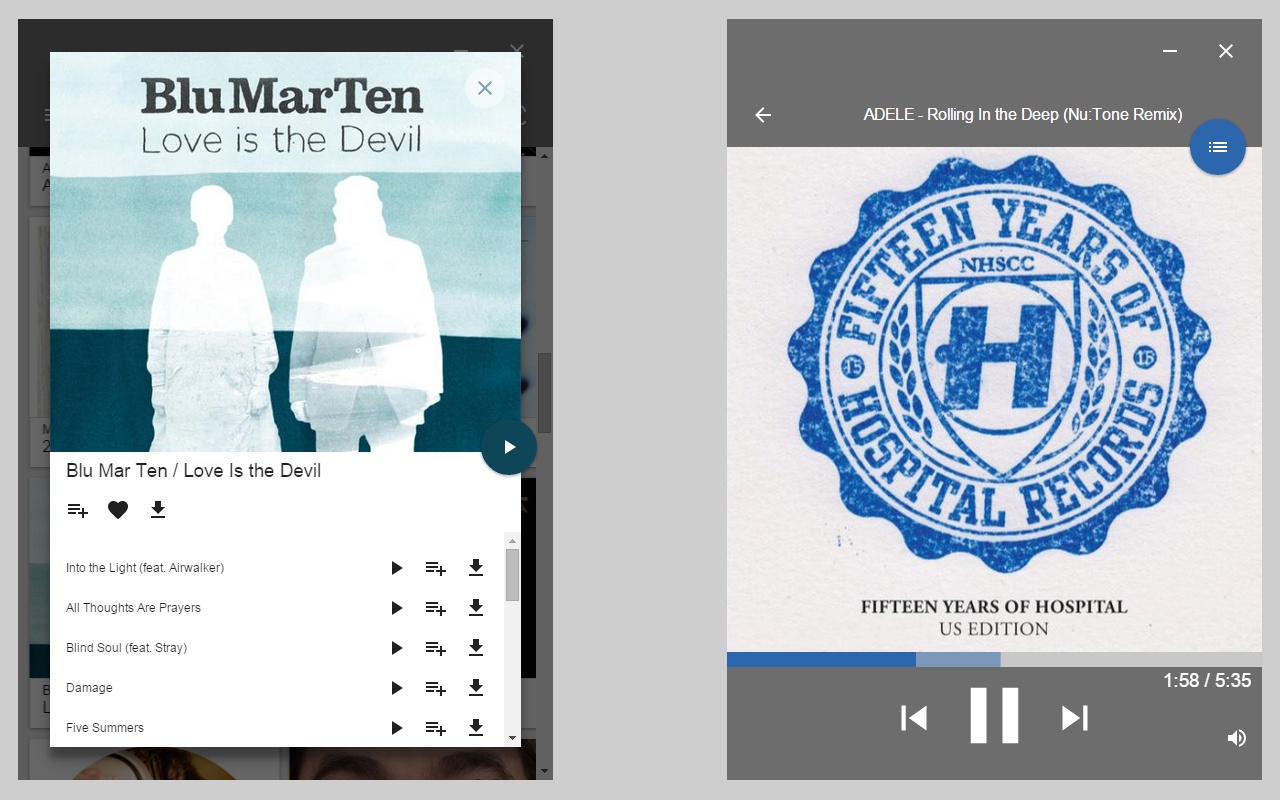 BluMarTen
Love is the Devil
Blu Mar Ten / Love Is the Devil
Into the Light (feat. Airwalker)
All Thoughts Are Prayers
Blind Soul (feat. Stray)
Damage
Five Summers
ADELE - Rolling In the Deep (Nu:Tone Remix)
FIFTEEN YEARS OF
NHSCC
H
15
15
HOSPITAL RECORDS
FIFTEEN YEARS OF HOSPITAL
US EDITION
1:58 / 5:35